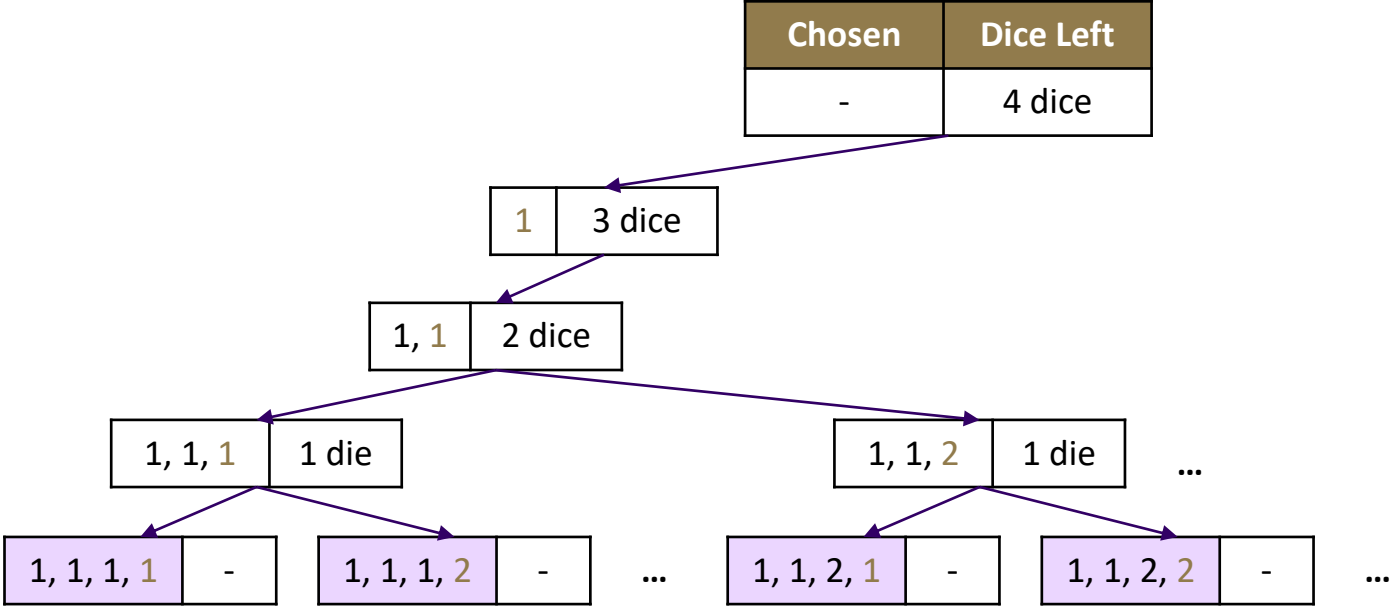 Chosen Dice Left
- 4 dice
1 3 dice
1, 1 2 dice
1, 1, 1 1 die 1, 1, 2 1 die ...
1, 1, 1, 1 - 1, 1, 1, 2 - ... 1, 1, 2, 1 - 1, 1, 2, 2 - ...